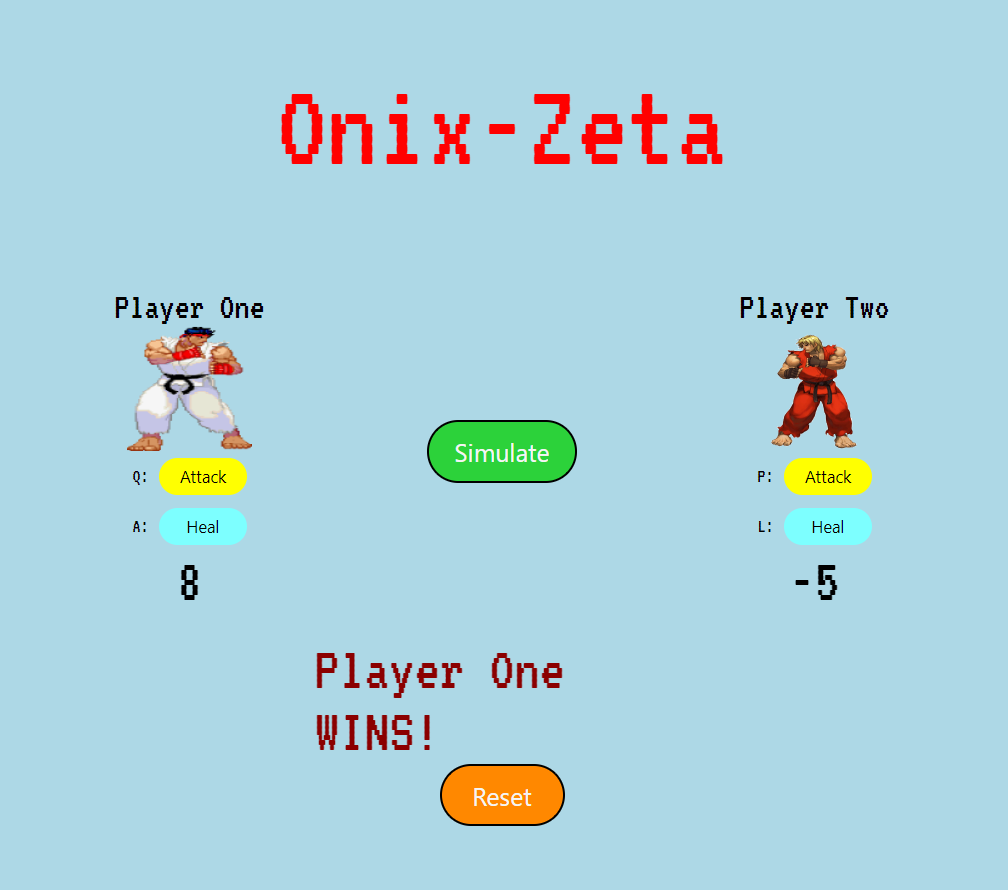 Onix-Zeta
Player One
Player Two
Simulate
Q: Attack
P: Attack
A: Heal
L: Heal
8
-5
Player One
WINS!
Reset